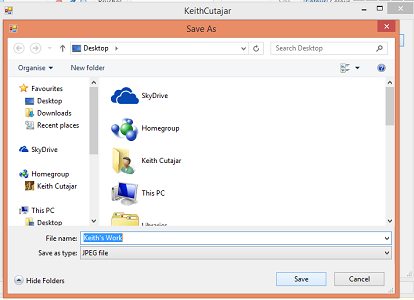 KeithCutajar
Save As
Desktop
Search Desktop
Organise
New folder
Favourites
Desktop
Downloads
Recent places
SkyDrive
Homegroup
Keith Cutajar
This PC
Desktop
SkyDrive
Homegroup
Keith Cutajar
This PC
Libraries
File name: Keith's Work
Save as type: JPEG file
Hide Folders
Save
Cancel